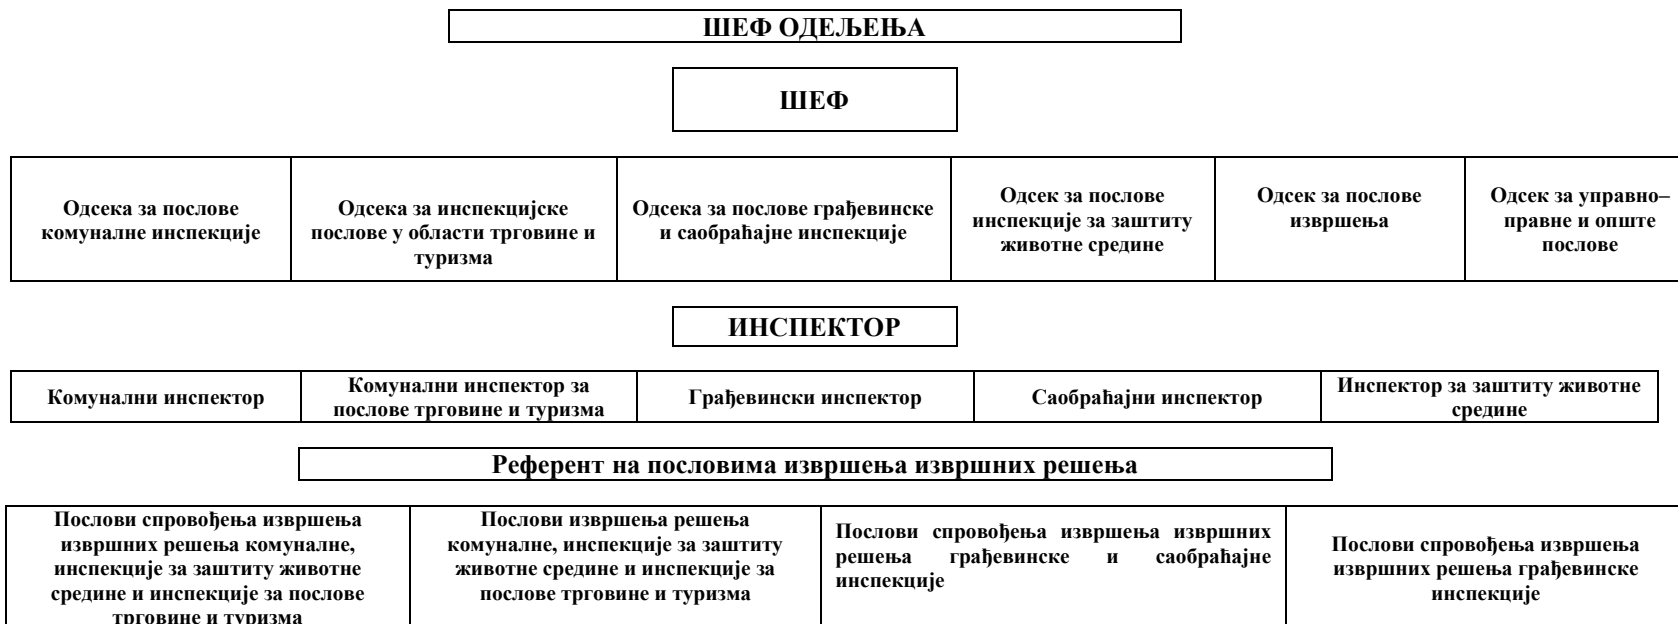 ШЕФ ОДЕЉЕЊА
ШЕФ
Одсека за послове
комуналне инспекције
Одсека за инспекцијске
послове у области трговине и
туризма
Одсека за послове грађевинске
и саобраћајне инспекције
Одсек за послове
инспекције за заштиту
животне средине
Одсек за послове
извршења
Одсек за управно–
правне и опште
послове
ИНСПЕКТОР
Комунални инспектор
Комунални инспектор за
послове трговине и туризма
Грађевински инспектор
Саобраћајни инспектор
Инспектор за заштиту животне
средине
Референт на пословима извршења извршних решења
Послови спровођења извршења
извршних решења комуналне,
инспекције за заштиту животне
средине и инспекције за послове
трговине и туризма
Послови извршења решења
комуналне, инспекције за заштиту
животне средине и инспекције за
послове трговине и туризма
Послови спровођења извршења извршних
решења грађевинске и саобраћајне
инспекције
Послови спровођења извршења
извршних решења грађевинске
инспекције